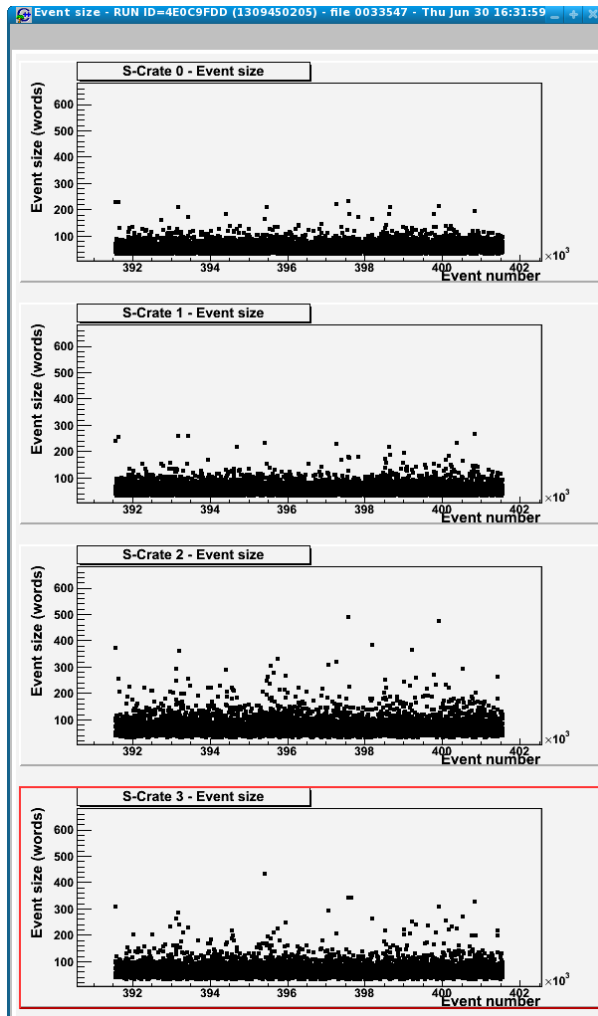 Event size - RUN ID=4E0C9FDD (1309450205) - file 0033547 - Thu Jun 30 16:31:59
S-Crate 0 - Event size
Event size (words)
600
500
400
300
200
100
392 394 396 398 400 402
×10³
Event number
S-Crate 1 - Event size
Event size (words)
600
500
400
300
200
100
392 394 396 398 400 402
×10³
Event number
S-Crate 2 - Event size
Event size (words)
600
500
400
300
200
100
392 394 396 398 400 402
×10³
Event number
S-Crate 3 - Event size
Event size (words)
600
500
400
300
200
100
392 394 396 398 400 402
×10³
Event number